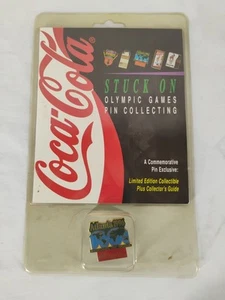 Coca-Cola®
STUCK ON
OLYMPIC GAMES
PIN COLLECTING
A Commemorative
Pin Exclusive:
Limited Edition Collectible
Plus Collector's Guide